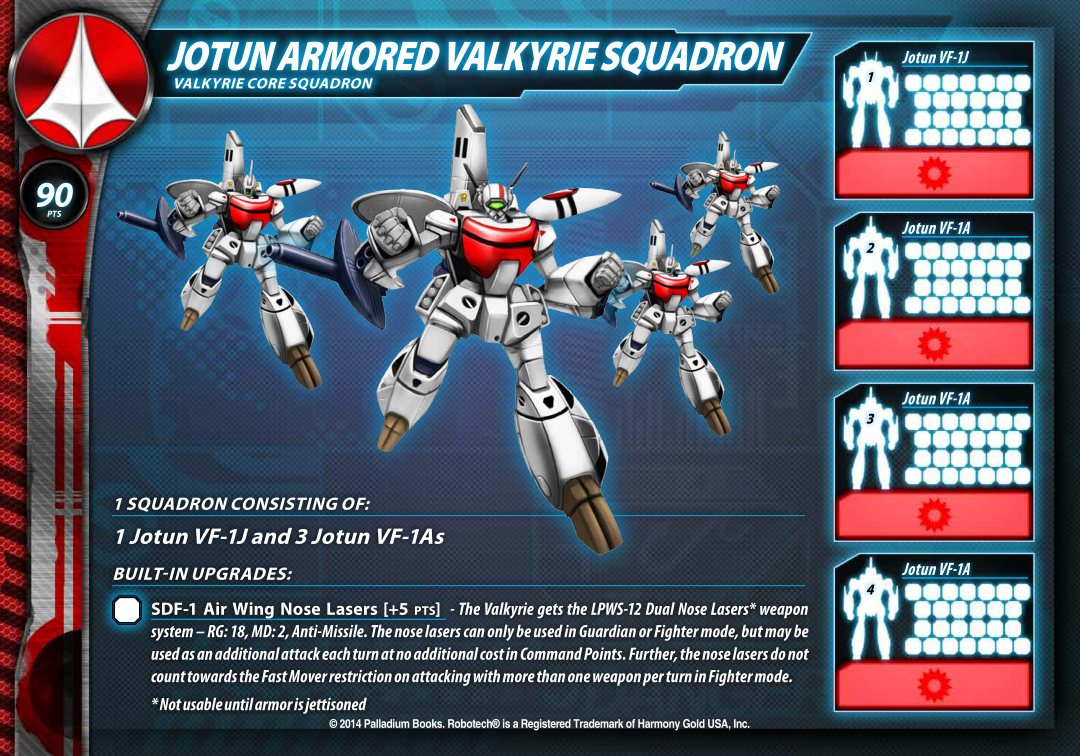 JOTUN ARMORED VALKYRIE SQUADRON
VALKYRIE CORE SQUADRON
90
PTS
1 SQUADRON CONSISTING OF:
1 Jotun VF-1J and 3 Jotun VF-1As
BUILT-IN UPGRADES:
SDF-1 Air Wing Nose Lasers [+5 PTS] - The Valkyrie gets the LPWS-12 Dual Nose Lasers* weapon
system – RG: 18, MD: 2, Anti-Missile. The nose lasers can only be used in Guardian or Fighter mode, but may be
used as an additional attack each turn at no additional cost in Command Points. Further, the nose lasers do not
count towards the Fast Mover restriction on attacking with more than one weapon per turn in Fighter mode.
*Not usable until armor is jettisoned
Jotun VF-1J
1
Jotun VF-1A
2
Jotun VF-1A
3
Jotun VF-1A
4
© 2014 Palladium Books. Robotech® is a Registered Trademark of Harmony Gold USA, Inc.